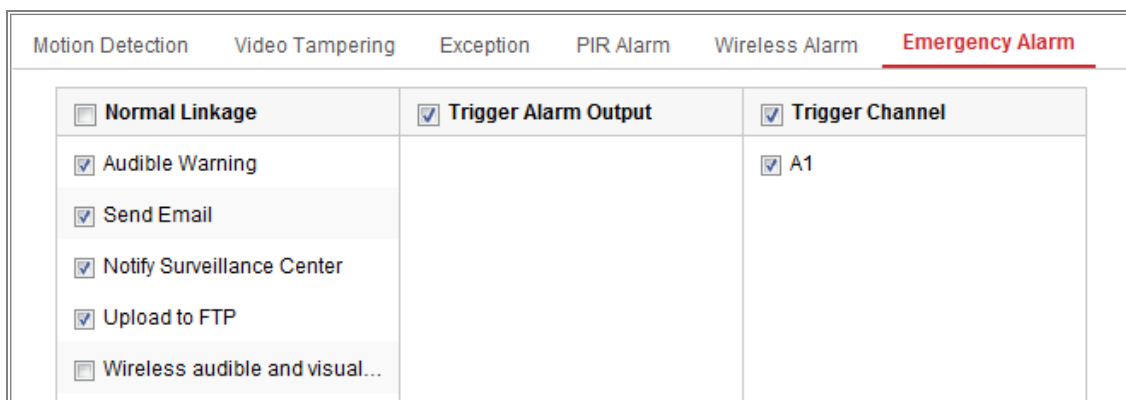 Motion Detection Video Tampering Exception PIR Alarm Wireless Alarm Emergency Alarm
Normal Linkage Trigger Alarm Output Trigger Channel
Audible Warning A1
Send Email
Notify Surveillance Center
Upload to FTP
Wireless audible and visual...